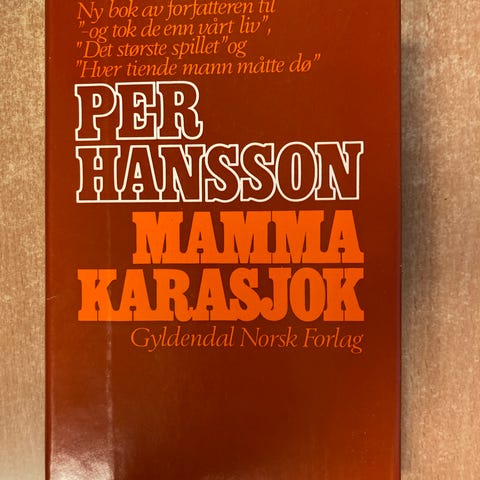 Ny bok av forfatteren til
"-og tok de enn vårt liv",
"Det største spillet" og
"Hver tiende mann måtte dø"
PER
HANSSON
MAMMA
KARASJOK
Gyldendal Norsk Forlag